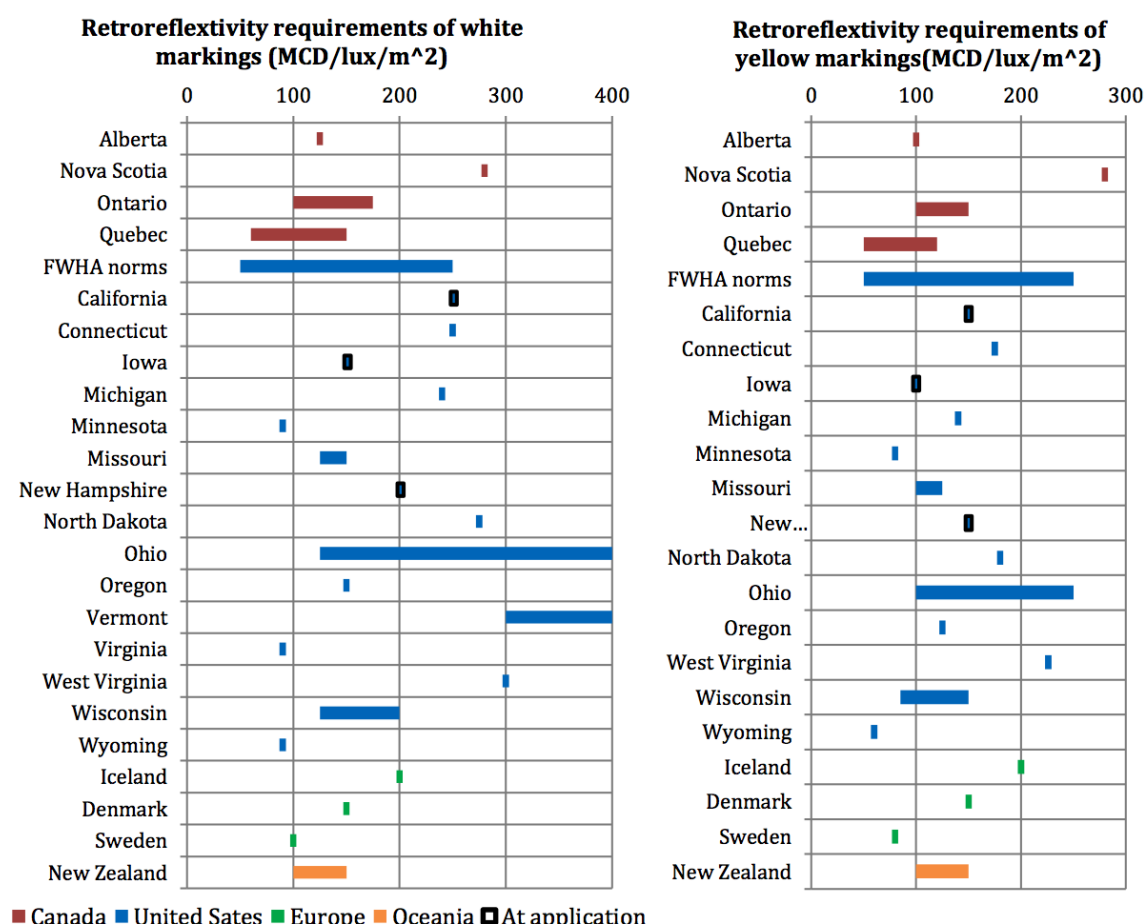 Retroreflextivity requirements of white
markings (MCD/lux/m^2)
0 100 200 300 400
Alberta
Nova Scotia
Ontario
Quebec
FWHA norms
California
Connecticut
Iowa
Michigan
Minnesota
Missouri
New Hampshire
North Dakota
Ohio
Oregon
Vermont
Virginia
West Virginia
Wisconsin
Wyoming
Iceland
Denmark
Sweden
New Zealand
Retroreflextivity requirements of
yellow markings(MCD/lux/m^2)
0 100 200 300
Alberta
Nova Scotia
Ontario
Quebec
FWHA norms
California
Connecticut
Iowa
Michigan
Minnesota
Missouri
New...
North Dakota
Ohio
Oregon
West Virginia
Wisconsin
Wyoming
Iceland
Denmark
Sweden
New Zealand
Canada United Sates Europe Oceania At application